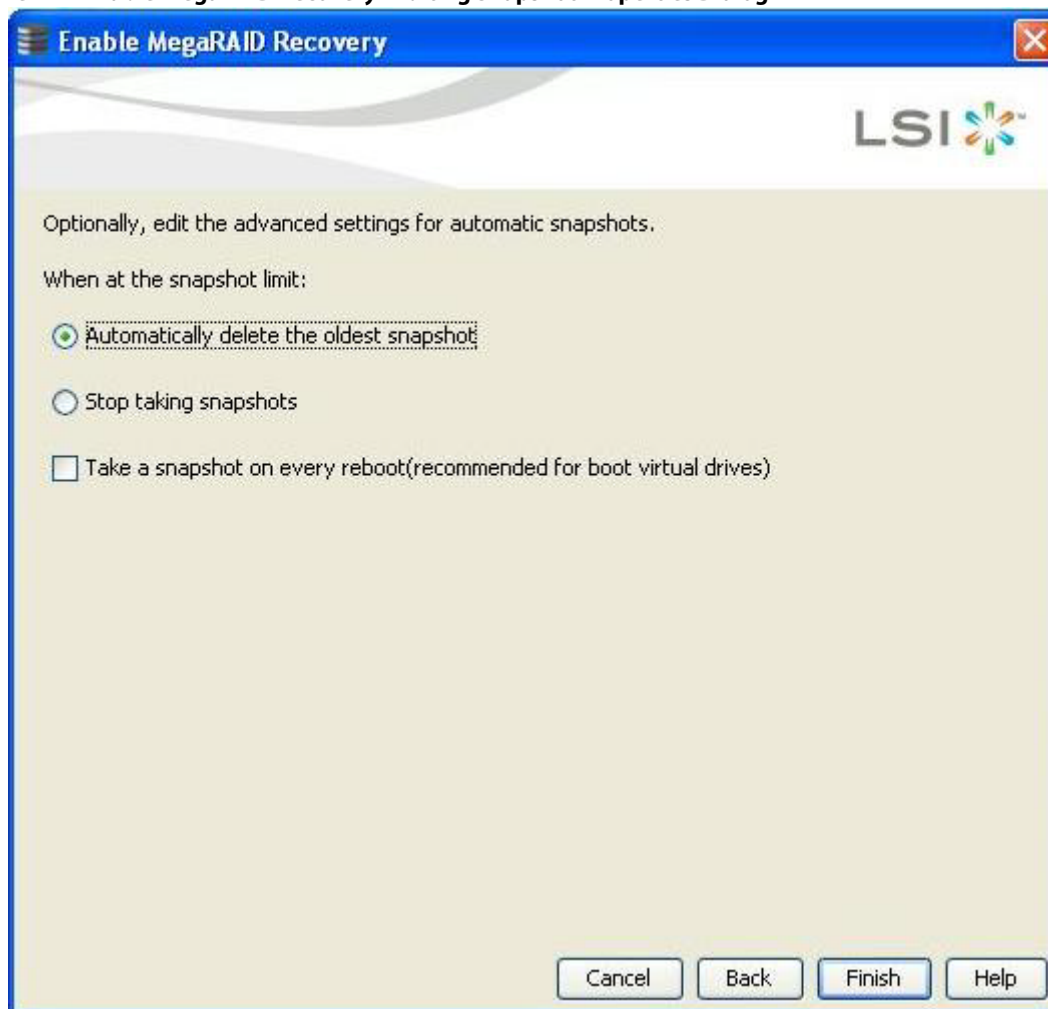 Enable MegaRAID Recovery
LSI
Optionally, edit the advanced settings for automatic snapshots.
When at the snapshot limit:
Automatically delete the oldest snapshot
Stop taking snapshots
Take a snapshot on every reboot(recommended for boot virtual drives)
Cancel Back Finish Help